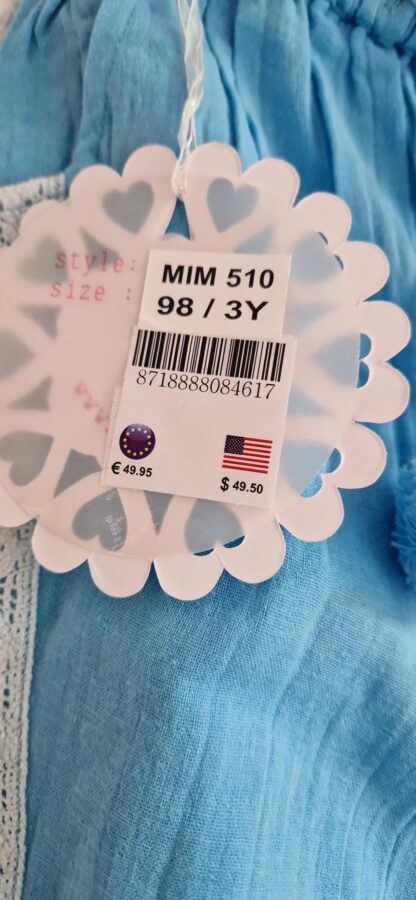 style:
MIM 510
size :
98 / 3Y
8718888084617
€ 49.95
$ 49.50